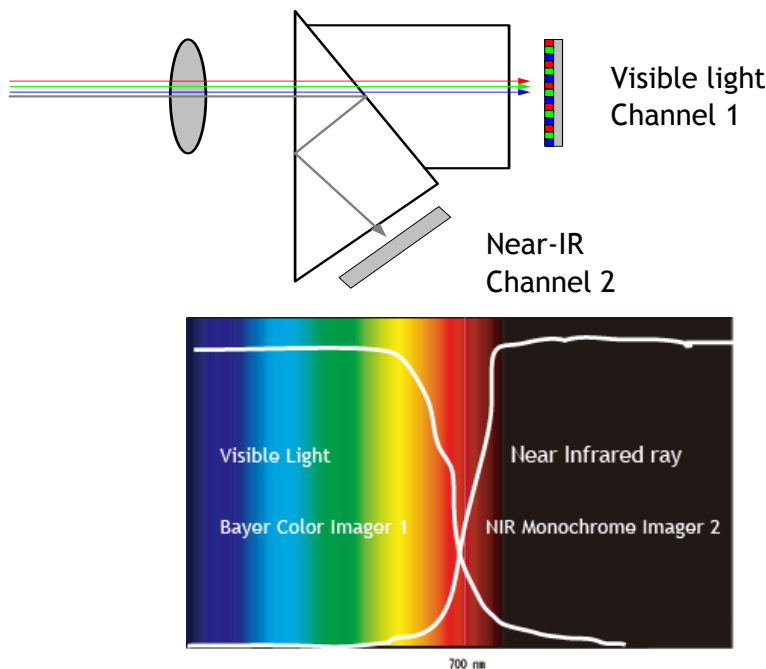 Visible light
Channel 1
Near-IR
Channel 2
Visible Light
Near Infrared ray
Bayer Color Imager 1
NIR Monochrome Imager 2
700 nm